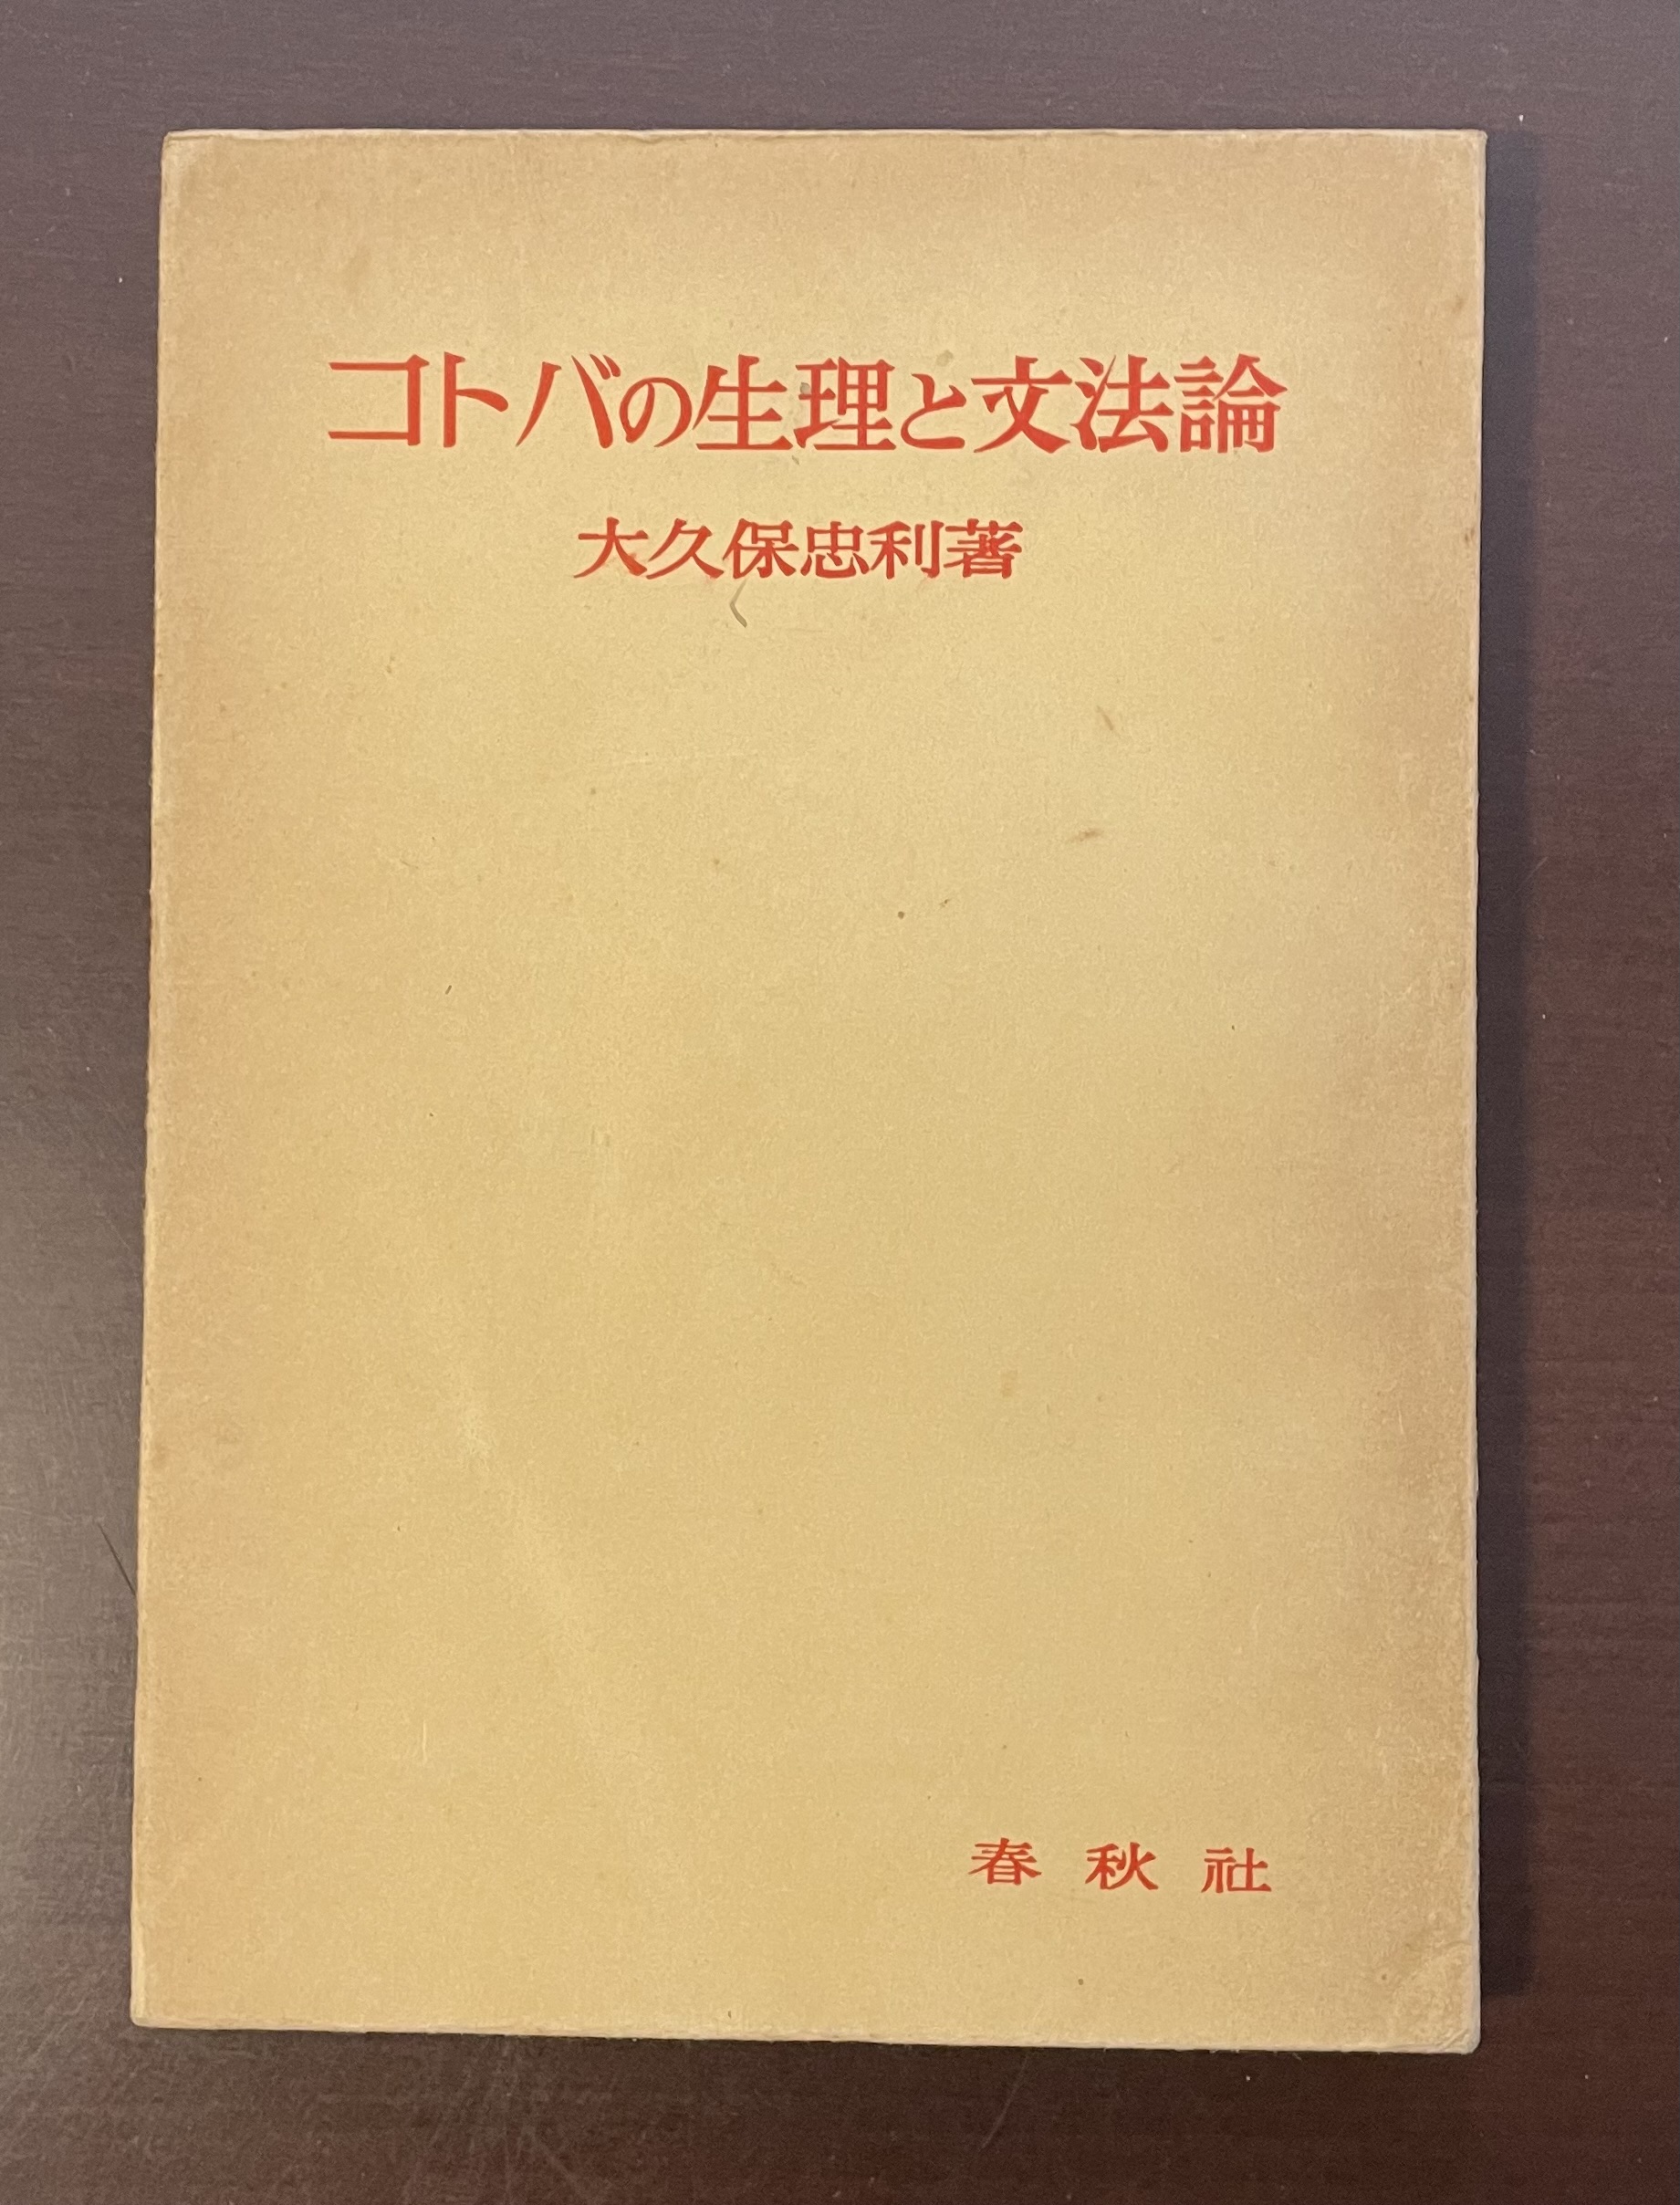 コトバの生理と文法論
大久保忠利著
春秋社